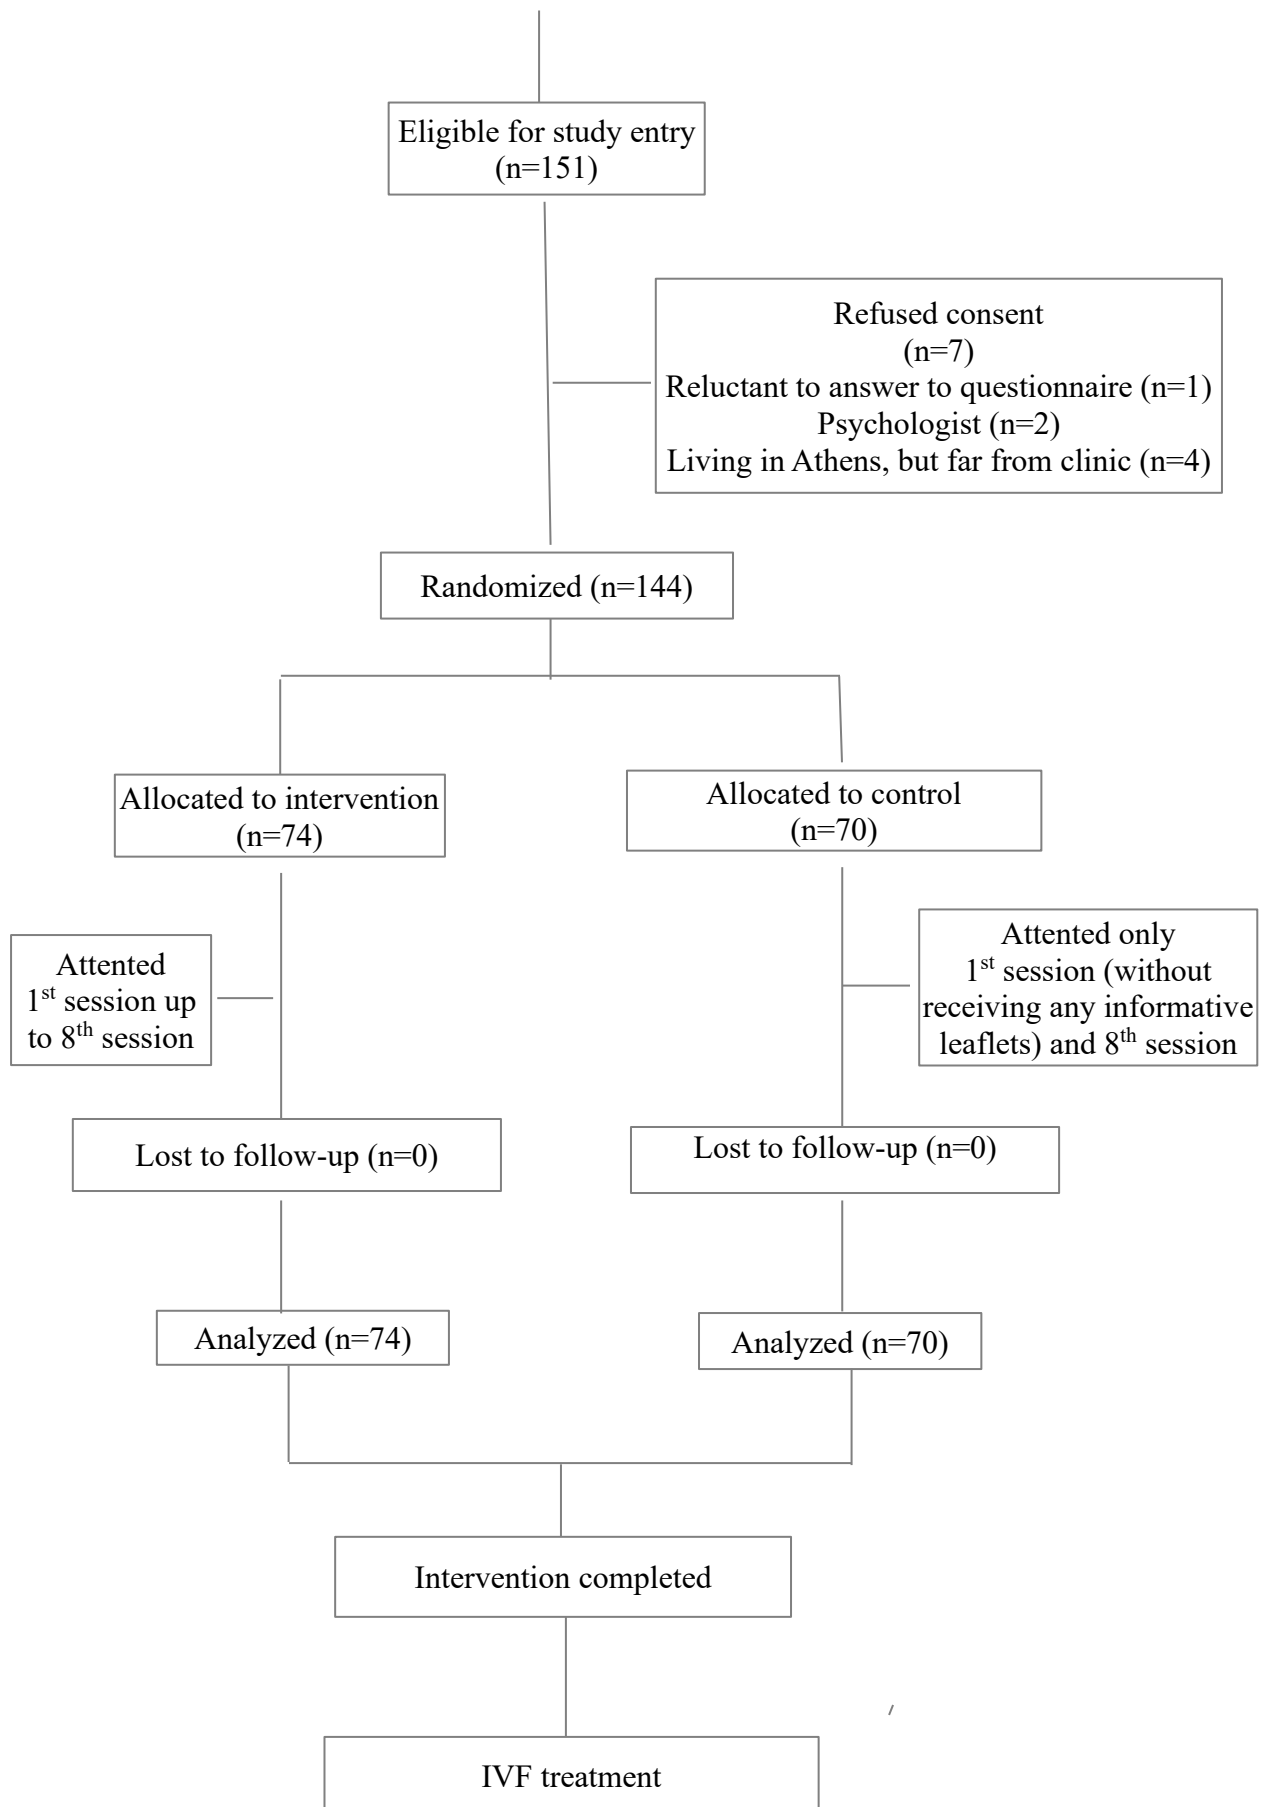 Eligible for study entry
(n=151)
Refused consent
(n=7)
Reluctant to answer to questionnaire (n=1)
Psychologist (n=2)
Living in Athens, but far from clinic (n=4)
Randomized (n=144)
Allocated to intervention
(n=74)
Allocated to control
(n=70)
Attented
1st session up
to 8th session
Attented only
1st session (without
receiving any informative
leaflets) and 8th session
Lost to follow-up (n=0)
Lost to follow-up (n=0)
Analyzed (n=74)
Analyzed (n=70)
Intervention completed
IVF treatment